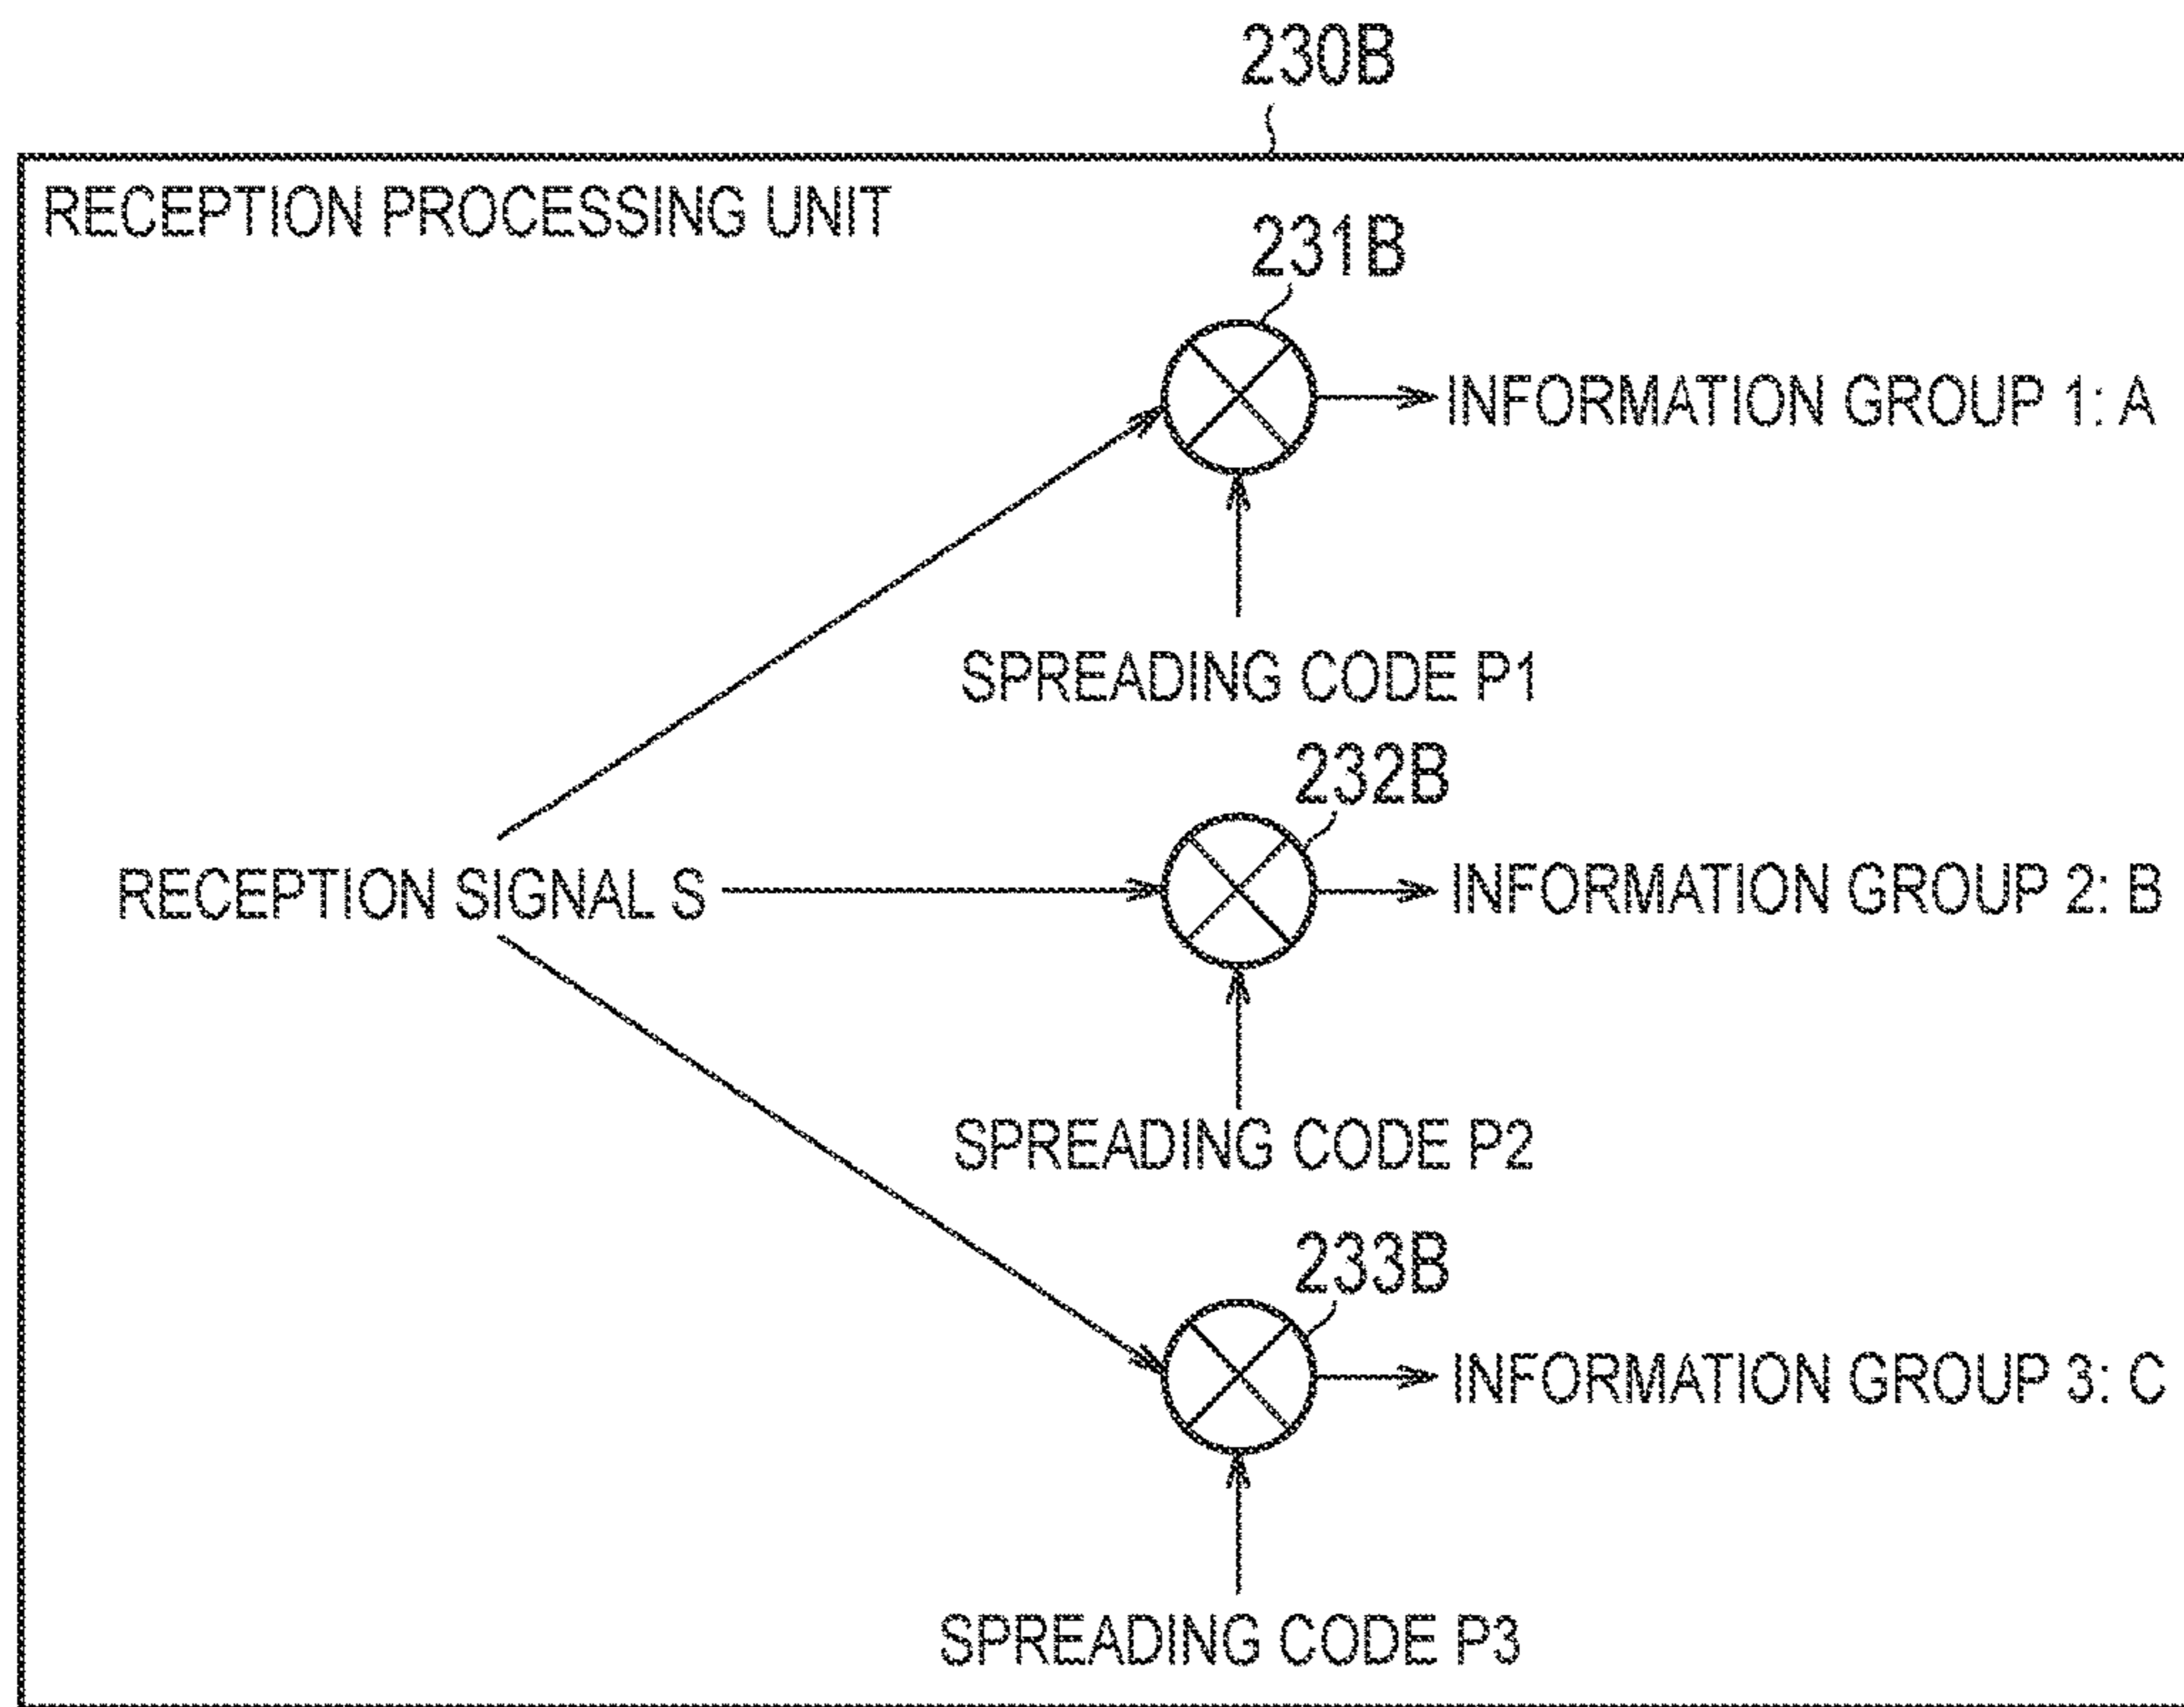 230B
RECEPTION PROCESSING UNIT
231B
INFORMATION GROUP 1: A
SPREADING CODE P1
232B
RECEPTION SIGNAL S
INFORMATION GROUP 2: B
SPREADING CODE P2
233B
INFORMATION GROUP 3: C
SPREADING CODE P3